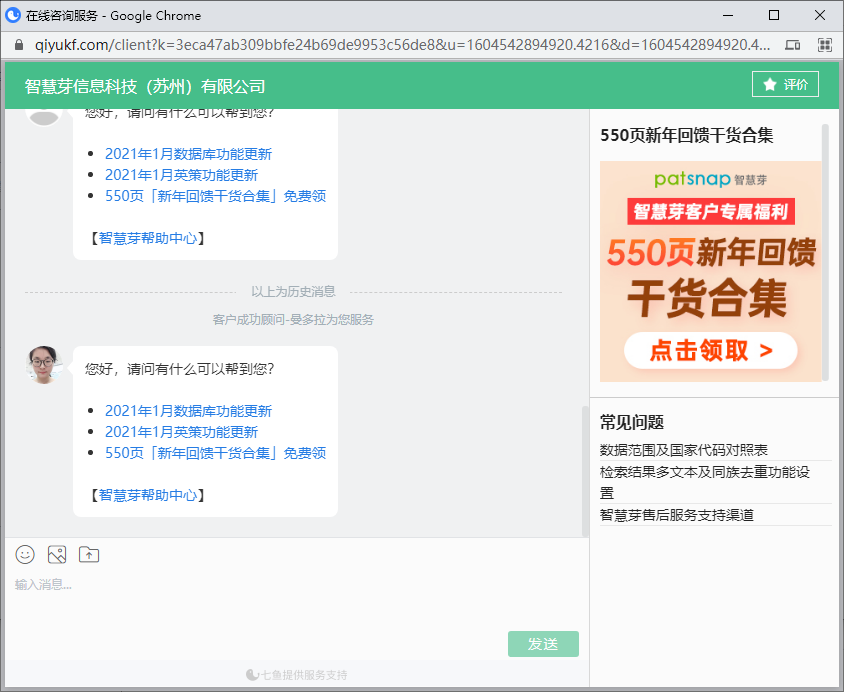 在线咨询服务 - Google Chrome
qiyukf.com/client?k=3eca47ab309bbfe24b69de9953c56de8&u=1604542894920.4216&d=1604542894920.4...
智慧芽信息科技（苏州）有限公司
评价
您好，请问有什么可以帮到您?
2021年1月数据库功能更新
2021年1月英策功能更新
550页「新年回馈干货合集」免费领
【智慧芽帮助中心】
以上为历史消息
客户成功顾问-曼多拉为您服务
您好，请问有什么可以帮到您?
2021年1月数据库功能更新
2021年1月英策功能更新
550页「新年回馈干货合集」免费领
【智慧芽帮助中心】
输入消息...
发送
七鱼提供服务支持
550页新年回馈干货合集
patsnap 智慧芽
智慧芽客户专属福利
550页新年回馈
干货合集
点击领取 >
常见问题
数据范围及国家代码对照表
检索结果多文本及同族去重功能设
置
智慧芽售后服务支持渠道